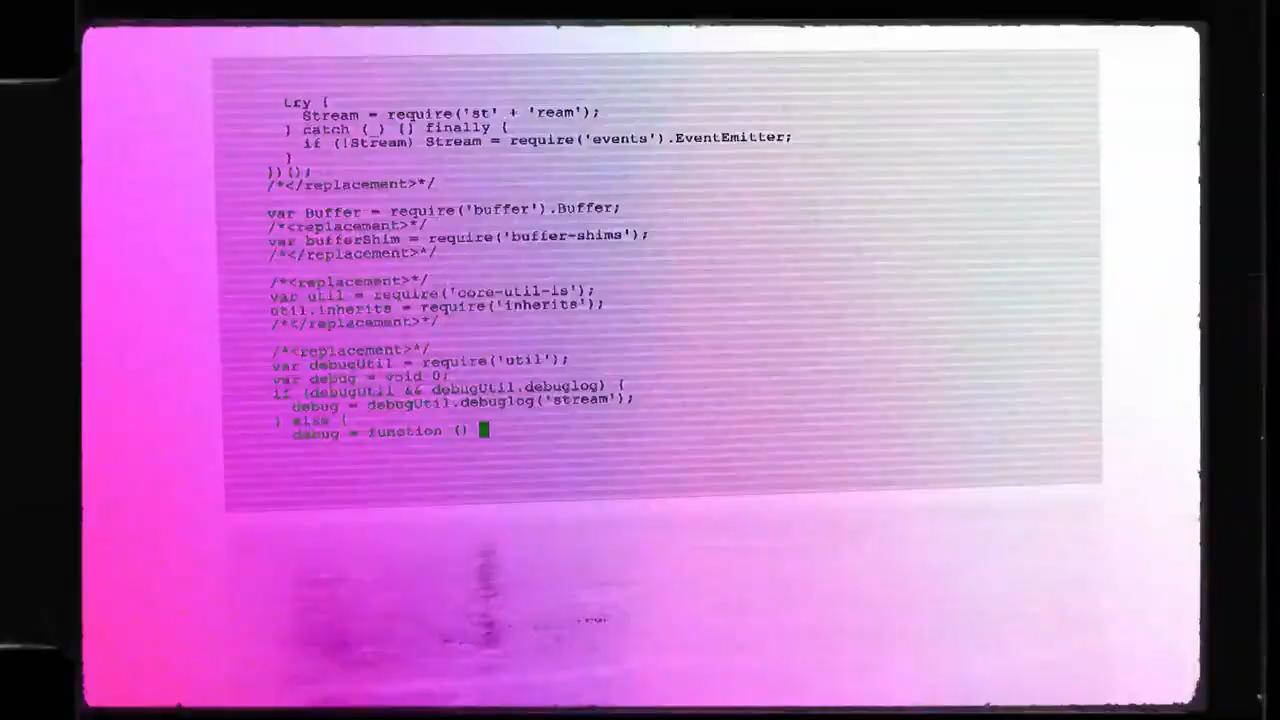 try {
Stream = require('st' + 'ream');
} catch (_) {} finally {
if (!Stream) Stream = require('events').EventEmitter;
}
})();
/*</replacement>*/
var Buffer = require('buffer').Buffer;
/*<replacement>*/
var bufferShim = require('buffer-shims');
/*</replacement>*/
/*<replacement>*/
var util = require('core-util-is');
util.inherits = require('inherits');
/*</replacement>*/
/*<replacement>*/
var debugUtil = require('util');
var debug = void 0;
if (debugUtil && debugUtil.debuglog) {
debug = debugUtil.debuglog('stream');
} else {
debug = function ()